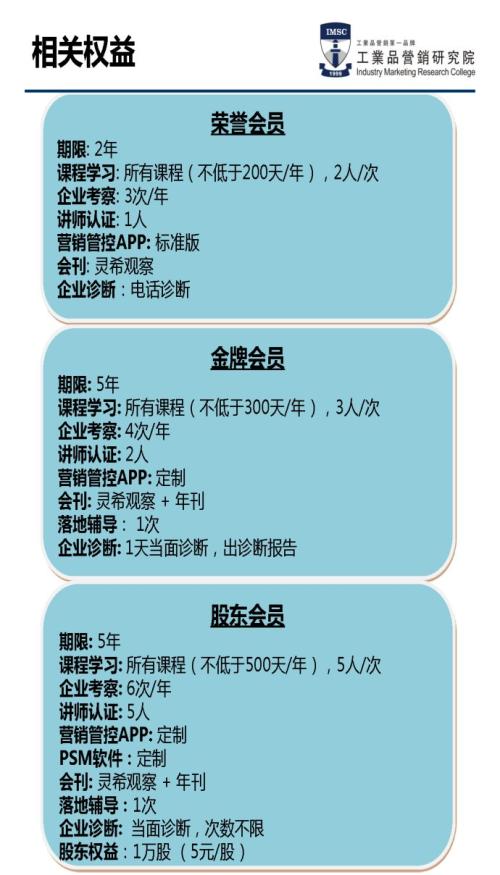 相关权益
IMSC
1999
工業品營銷第一品牌
工業品營銷研究院
Industry Marketing Research College
荣誉会员
期限: 2年
课程学习: 所有课程（不低于200天/年），2人/次
企业考察: 3次/年
讲师认证: 1人
营销管控APP: 标准版
会刊: 灵希观察
企业诊断：电话诊断
金牌会员
期限: 5年
课程学习: 所有课程（不低于300天/年），3人/次
企业考察: 4次/年
讲师认证: 2人
营销管控APP: 定制
会刊: 灵希观察 + 年刊
落地辅导： 1次
企业诊断: 1天当面诊断，出诊断报告
股东会员
期限: 5年
课程学习: 所有课程（不低于500天/年），5人/次
企业考察: 6次/年
讲师认证: 5人
营销管控APP: 定制
PSM软件：定制
会刊: 灵希观察 + 年刊
落地辅导：1次
企业诊断: 当面诊断，次数不限
股东权益：1万股 （5元/股）